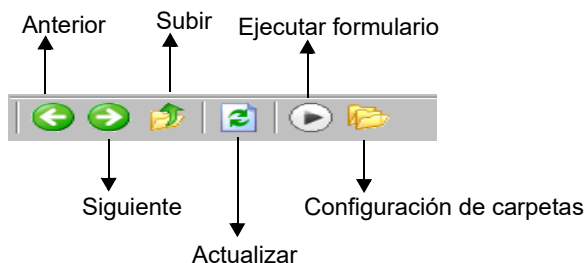 Anterior
Subir
Ejecutar formulario
Siguiente
Configuración de carpetas
Actualizar